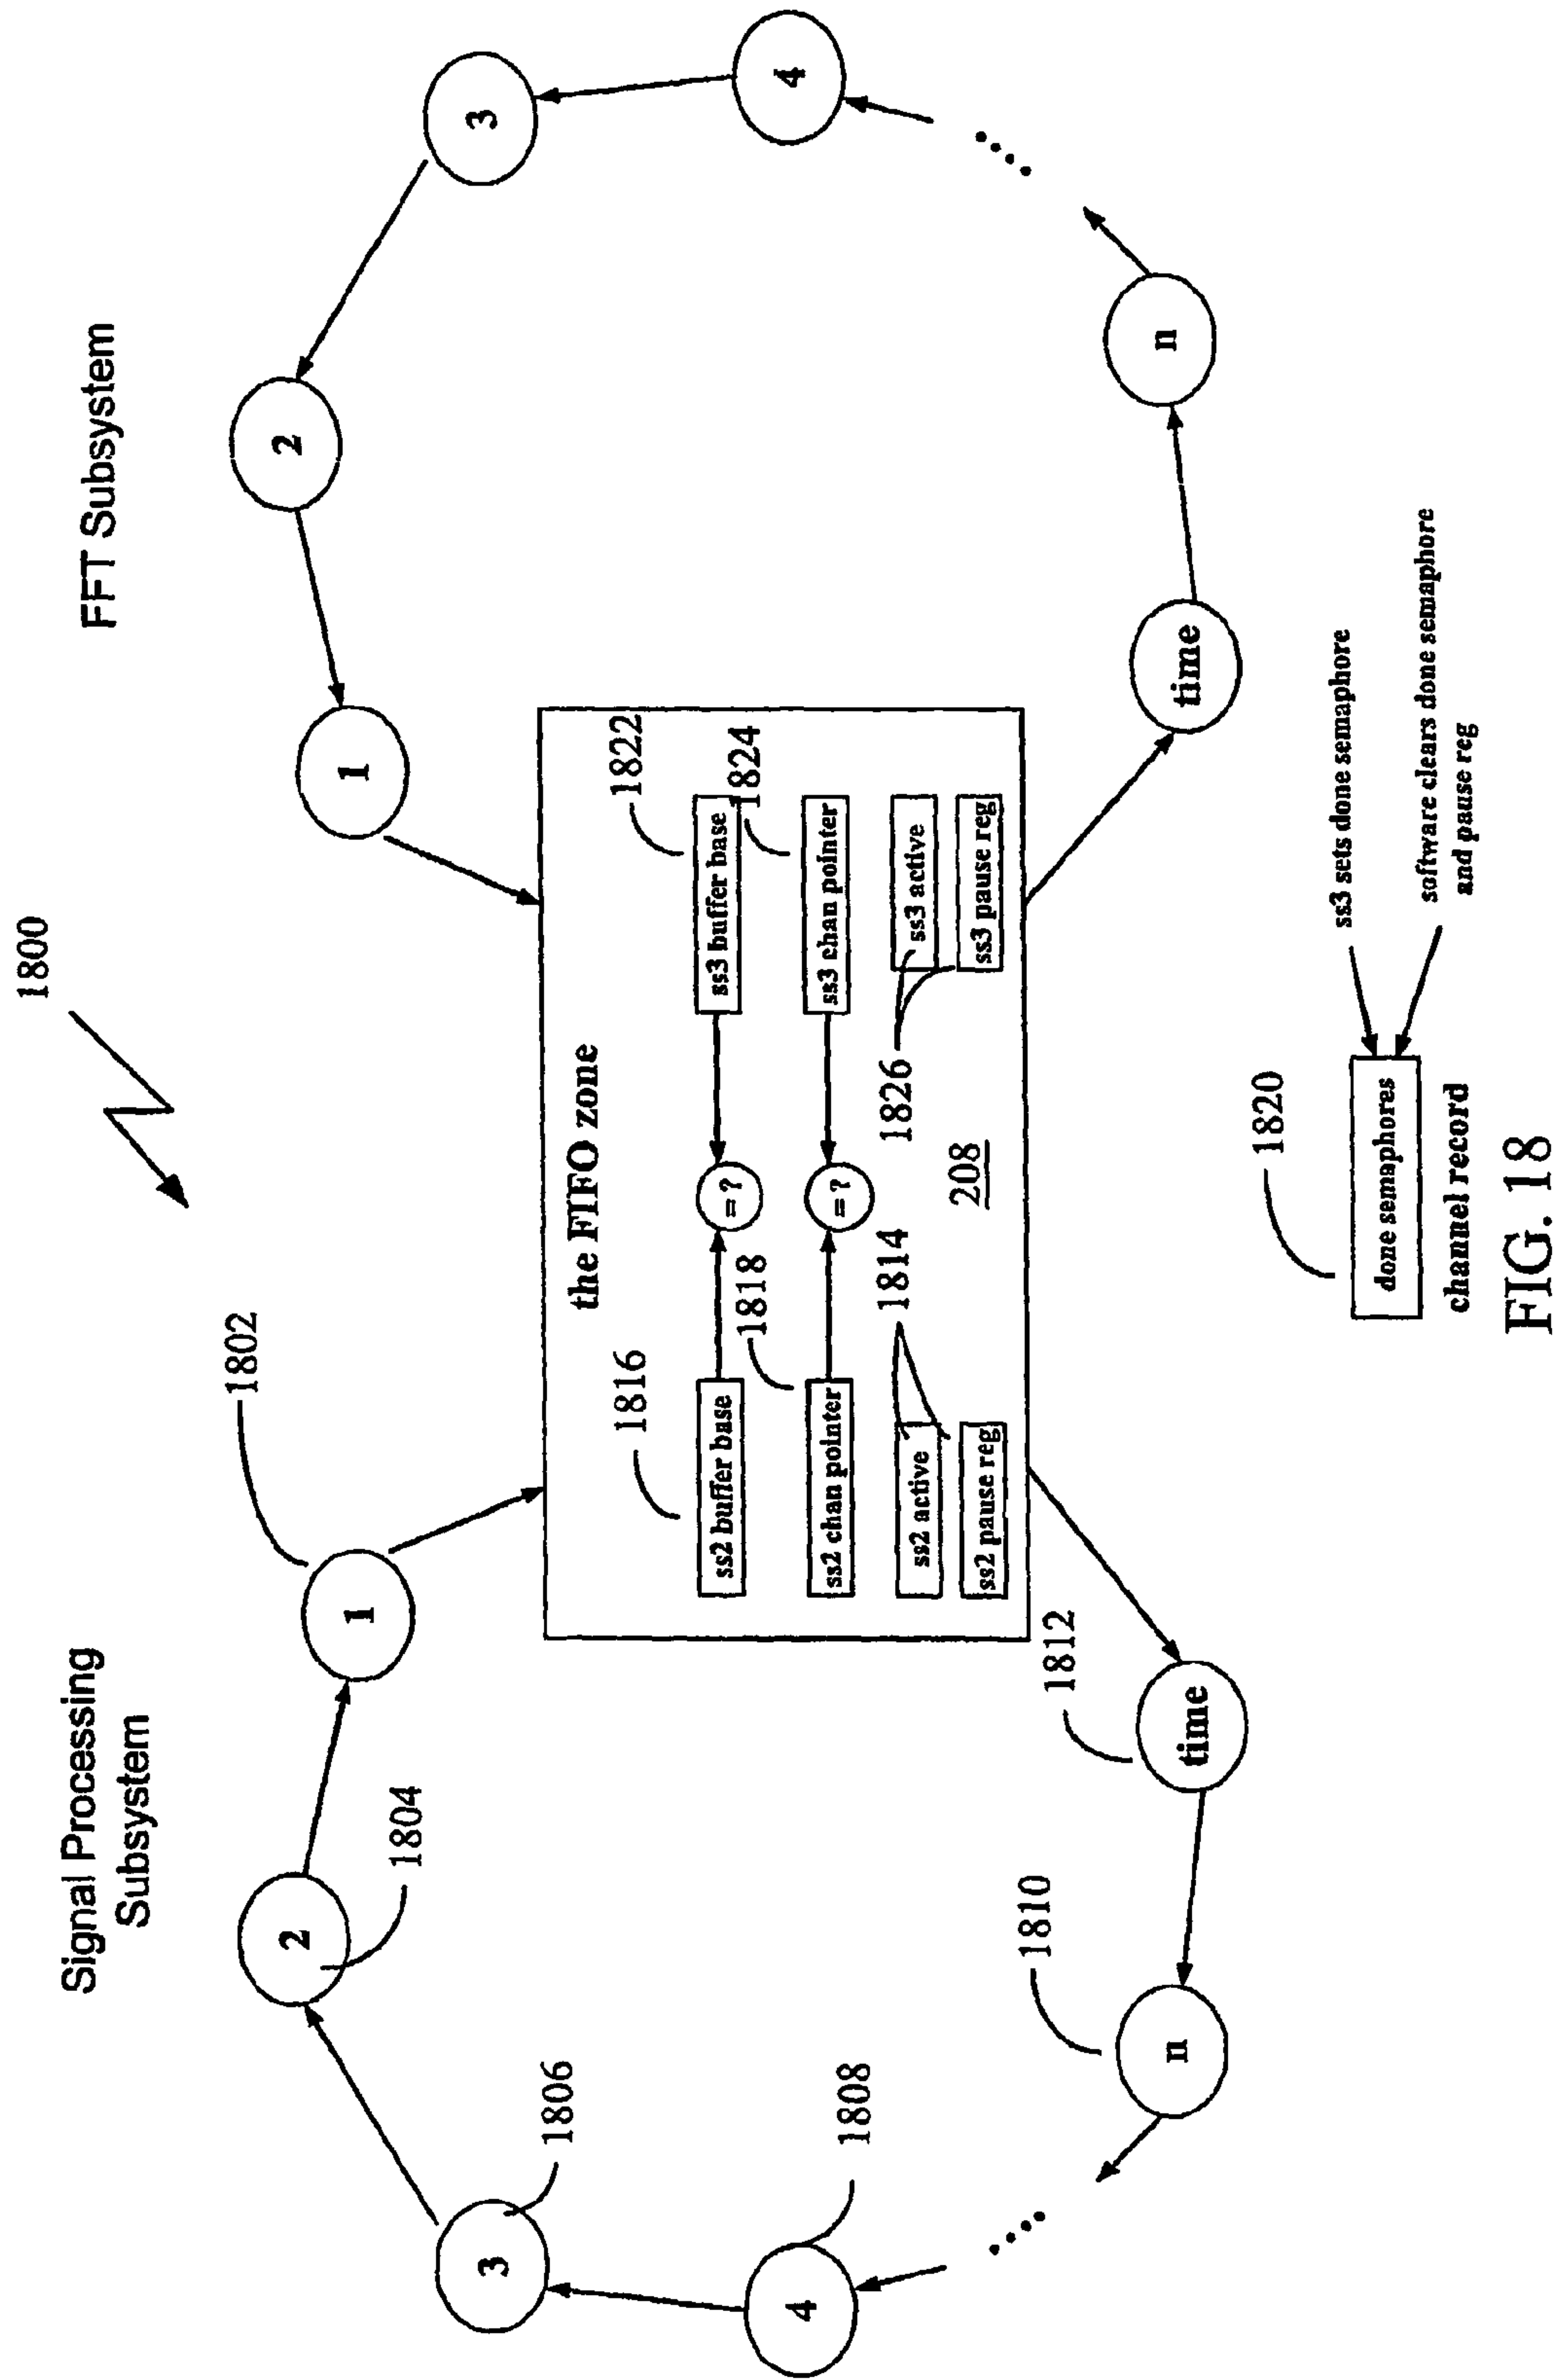 1800
Signal Processing
Subsystem
FFT Subsystem
1802
1
2
1804
3
1806
4
1808
....
n
1810
time
1812
1
2
3
4
....
n
time
the FIFO zone
1816
ss2 buffer base
= ?
ss3 buffer base
1822
1818
ss2 chan pointer
= ?
ss3 chan pointer
1824
1814
ss2 active
ss2 pause reg
208
1826
ss3 active
ss3 pause reg
1820
done semaphores
channel record
ss3 sets done semaphore
software clears done semaphore
and pause reg
FIG. 18